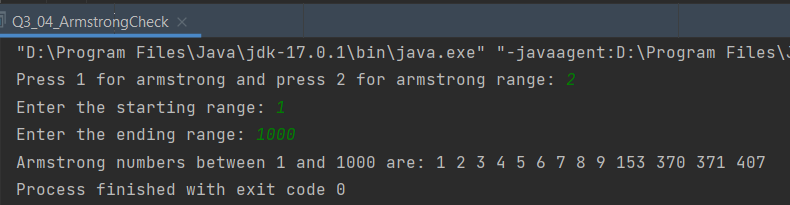 Q3_04_ArmstrongCheck
"D:\Program Files\Java\jdk-17.0.1\bin\java.exe" "-javaagent:D:\Program Files\J
Press 1 for armstrong and press 2 for armstrong range: 2
Enter the starting range: 1
Enter the ending range: 1000
Armstrong numbers between 1 and 1000 are: 1 2 3 4 5 6 7 8 9 153 370 371 407
Process finished with exit code 0